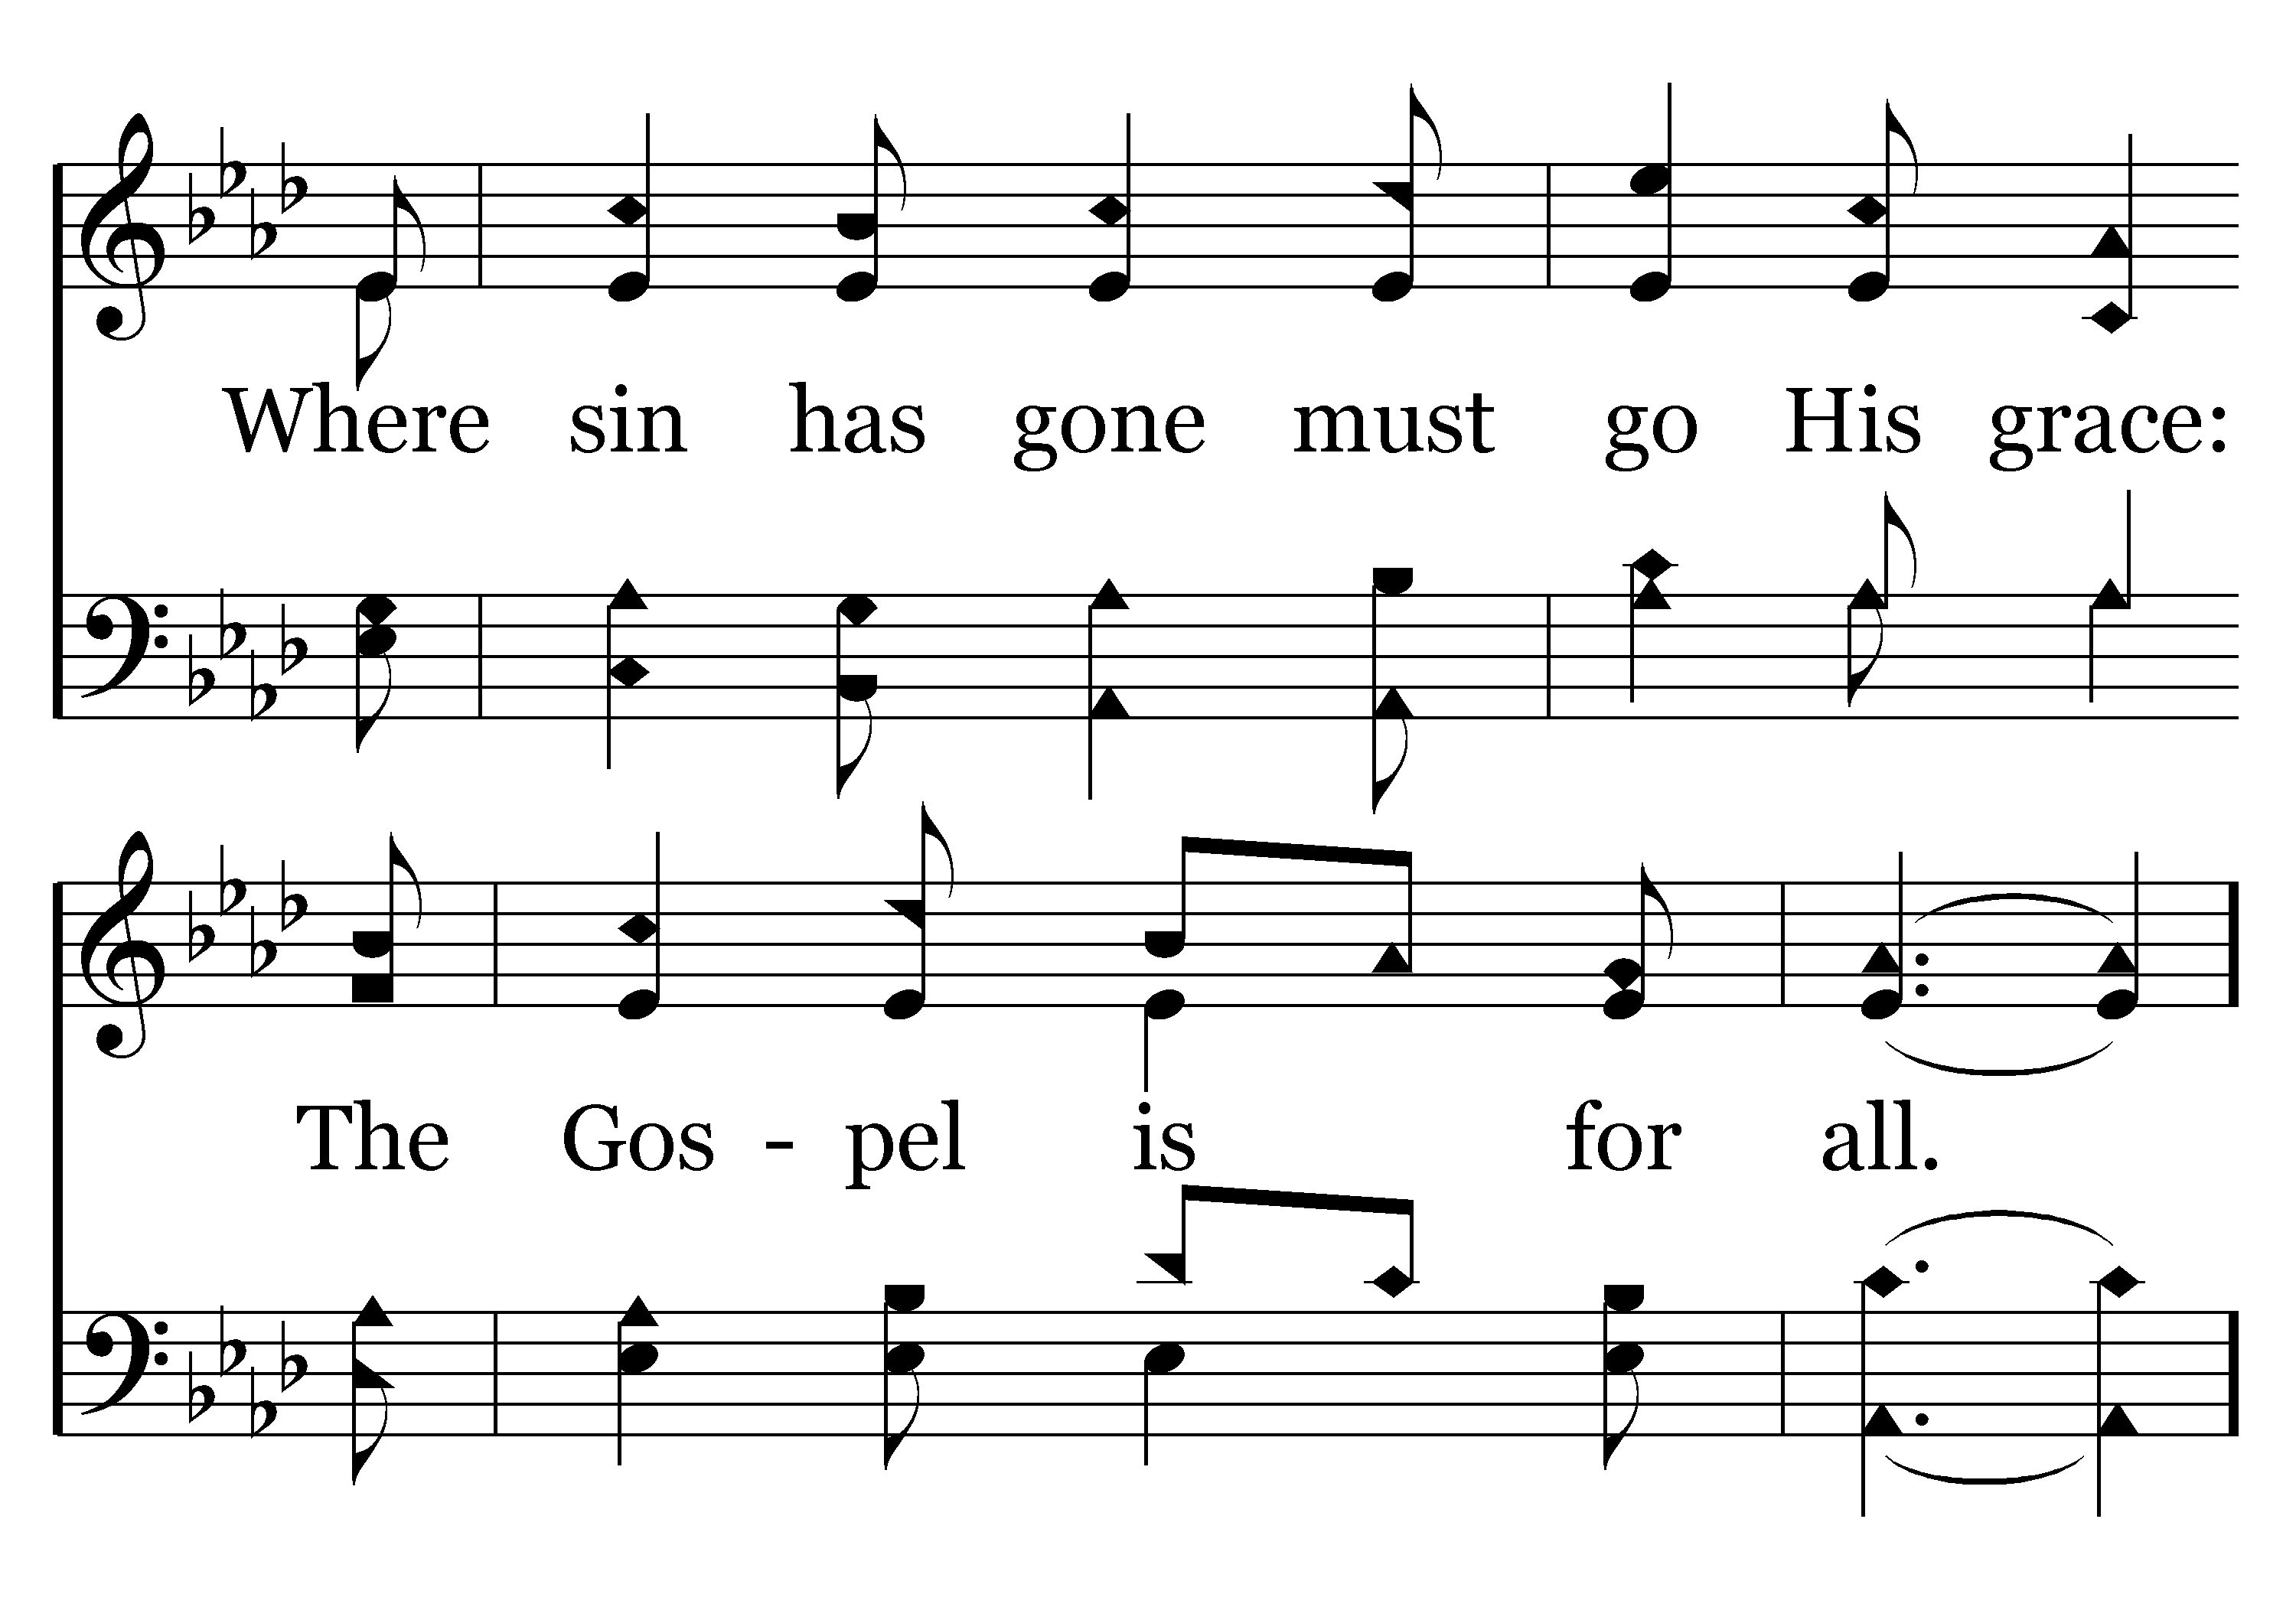 Where sin has gone must go His grace:
The Gos - pel is for all.